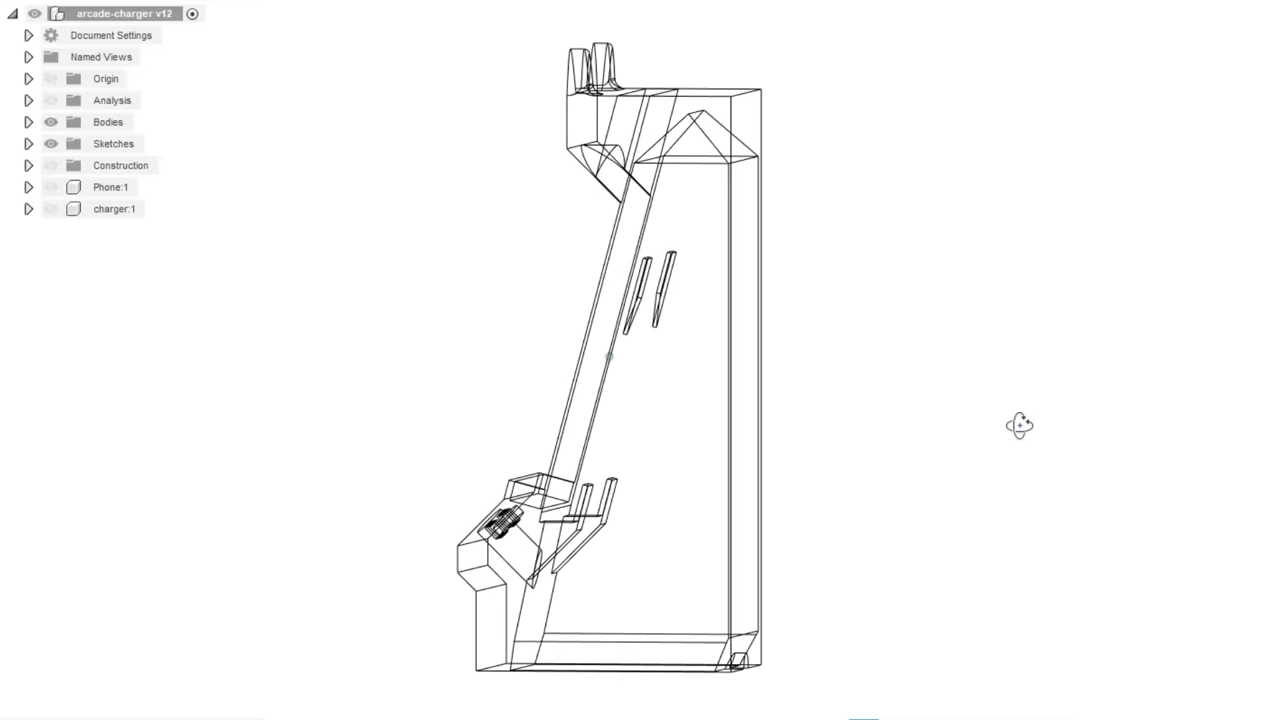 arcade-charger v12
Document Settings
Named Views
Origin
Analysis
Bodies
Sketches
Construction
Phone:1
charger:1